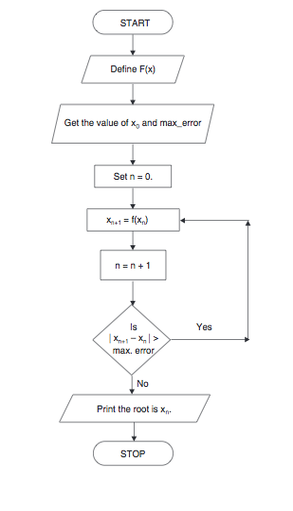 START
Define F(x)
Get the value of x₀ and max_error
Set n = 0.
xₙ₊₁ = f(xₙ)
n = n + 1
Is
| xₙ₊₁ – xₙ | >
max. error
Yes
No
Print the root is xₙ.
STOP